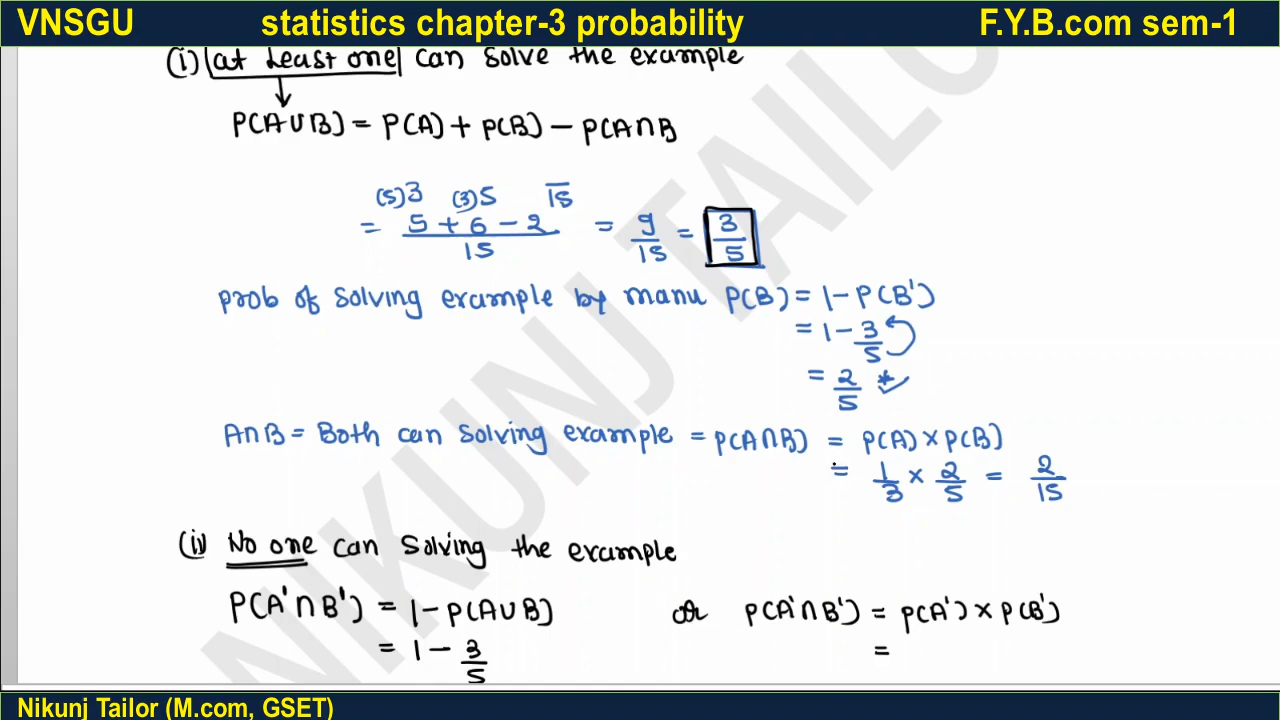 VNSGU statistics chapter-3 probability F.Y.B.com sem-1
(i) at Least one can solve the example
P(A∪B) = P(A) + P(B) - P(A∩B
(5)3 (3)5 15
= 5 + 6 - 2 / 15 = 9/15 = 3/5
prob of solving example by manu P(B) = 1 - P(B')
= 1 - 3/5
= 2/5
A∩B = Both can solving example = P(A∩B) = P(A) × P(B)
= 1/3 × 2/5 = 2/15
(ii) No one can solving the example
P(A'∩B') = 1 - P(A∪B) or P(A'∩B') = P(A') × P(B')
= 1 - 3/5 =
NIKUNJ TAILO
Nikunj Tailor (M.com, GSET)